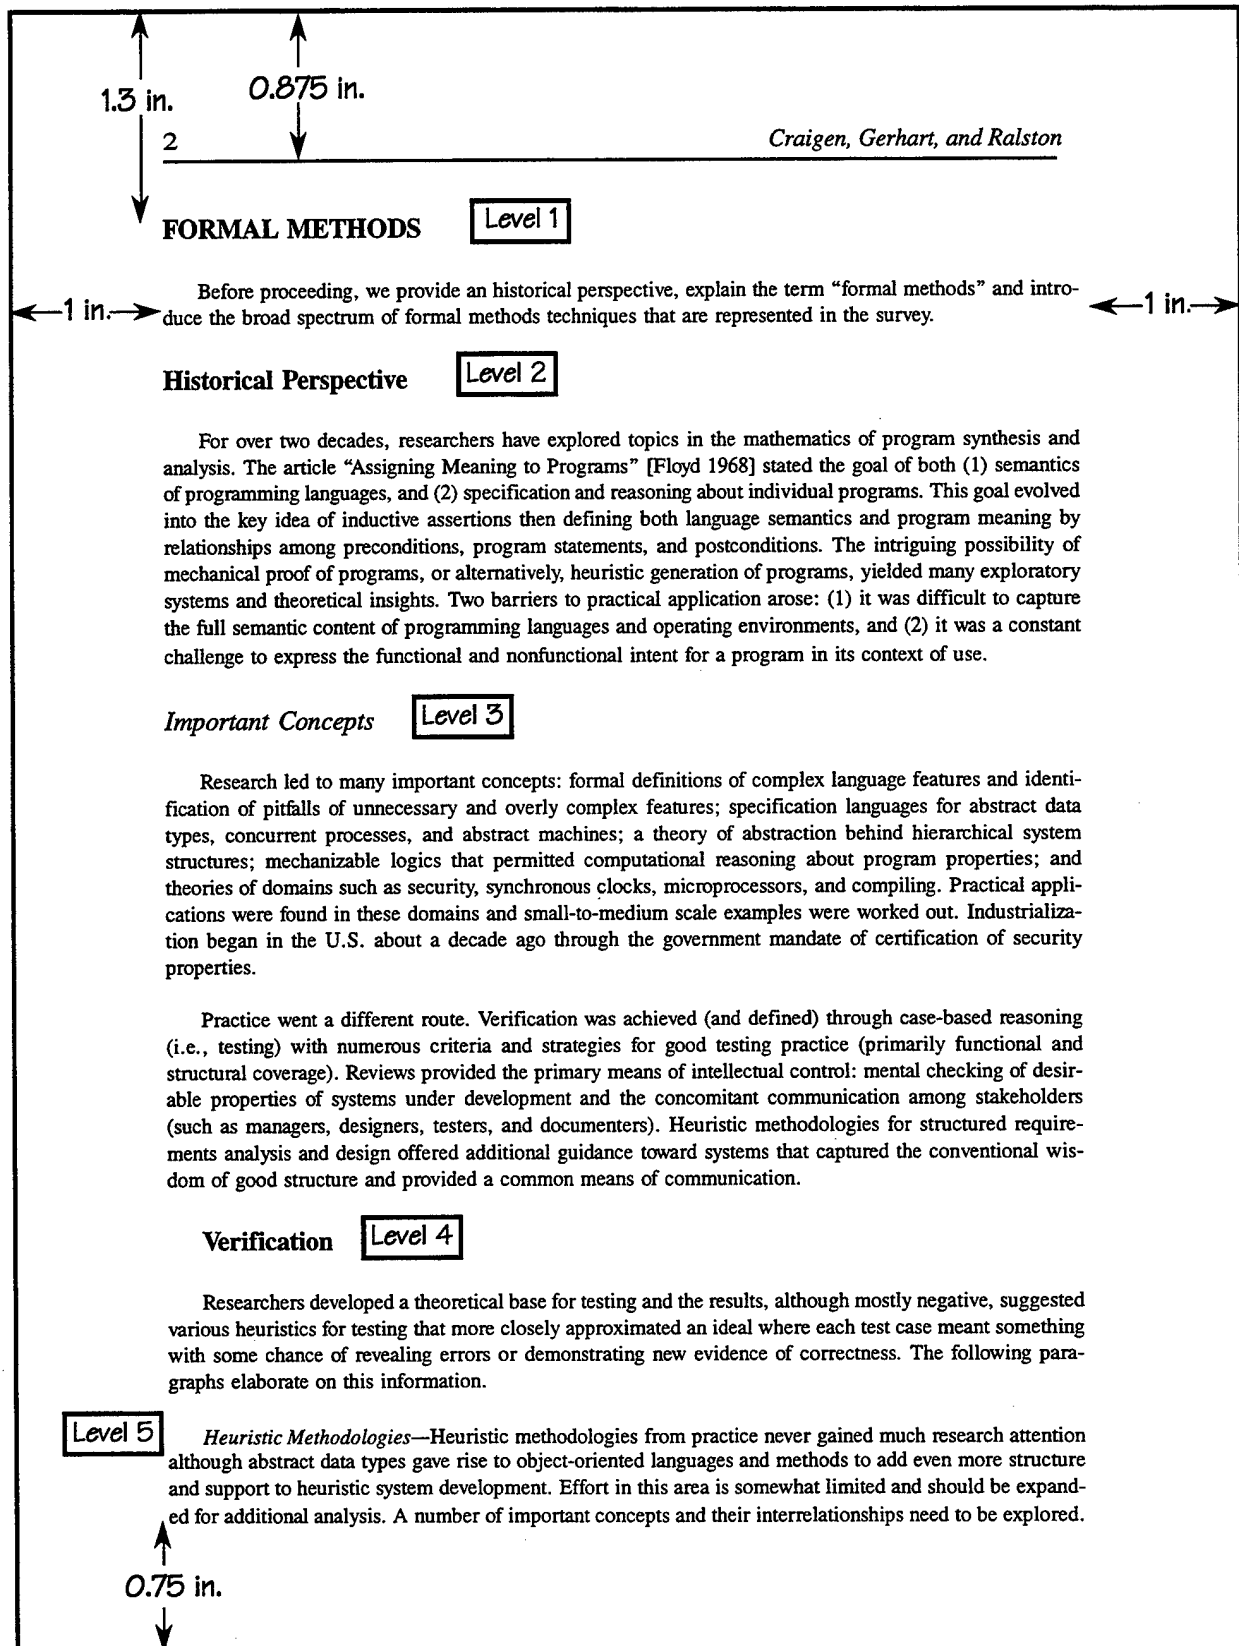 1.3 in.
0.875 in.
2
Craigen, Gerhart, and Ralston
FORMAL METHODS
Level 1
Before proceeding, we provide an historical perspective, explain the term “formal methods” and intro-
duce the broad spectrum of formal methods techniques that are represented in the survey.
1 in.
1 in.
Historical Perspective
Level 2
For over two decades, researchers have explored topics in the mathematics of program synthesis and
analysis. The article “Assigning Meaning to Programs” [Floyd 1968] stated the goal of both (1) semantics
of programming languages, and (2) specification and reasoning about individual programs. This goal evolved
into the key idea of inductive assertions then defining both language semantics and program meaning by
relationships among preconditions, program statements, and postconditions. The intriguing possibility of
mechanical proof of programs, or alternatively, heuristic generation of programs, yielded many exploratory
systems and theoretical insights. Two barriers to practical application arose: (1) it was difficult to capture
the full semantic content of programming languages and operating environments, and (2) it was a constant
challenge to express the functional and nonfunctional intent for a program in its context of use.
Important Concepts
Level 3
Research led to many important concepts: formal definitions of complex language features and identi-
fication of pitfalls of unnecessary and overly complex features; specification languages for abstract data
types, concurrent processes, and abstract machines; a theory of abstraction behind hierarchical system
structures; mechanizable logics that permitted computational reasoning about program properties; and
theories of domains such as security, synchronous clocks, microprocessors, and compiling. Practical appli-
cations were found in these domains and small-to-medium scale examples were worked out. Industrializa-
tion began in the U.S. about a decade ago through the government mandate of certification of security
properties.
Practice went a different route. Verification was achieved (and defined) through case-based reasoning
(i.e., testing) with numerous criteria and strategies for good testing practice (primarily functional and
structural coverage). Reviews provided the primary means of intellectual control: mental checking of desir-
able properties of systems under development and the concomitant communication among stakeholders
(such as managers, designers, testers, and documenters). Heuristic methodologies for structured require-
ments analysis and design offered additional guidance toward systems that captured the conventional wis-
dom of good structure and provided a common means of communication.
Verification
Level 4
Researchers developed a theoretical base for testing and the results, although mostly negative, suggested
various heuristics for testing that more closely approximated an ideal where each test case meant something
with some chance of revealing errors or demonstrating new evidence of correctness. The following para-
graphs elaborate on this information.
Level 5
Heuristic Methodologies—Heuristic methodologies from practice never gained much research attention
although abstract data types gave rise to object-oriented languages and methods to add even more structure
and support to heuristic system development. Effort in this area is somewhat limited and should be expand-
ed for additional analysis. A number of important concepts and their interrelationships need to be explored.
0.75 in.